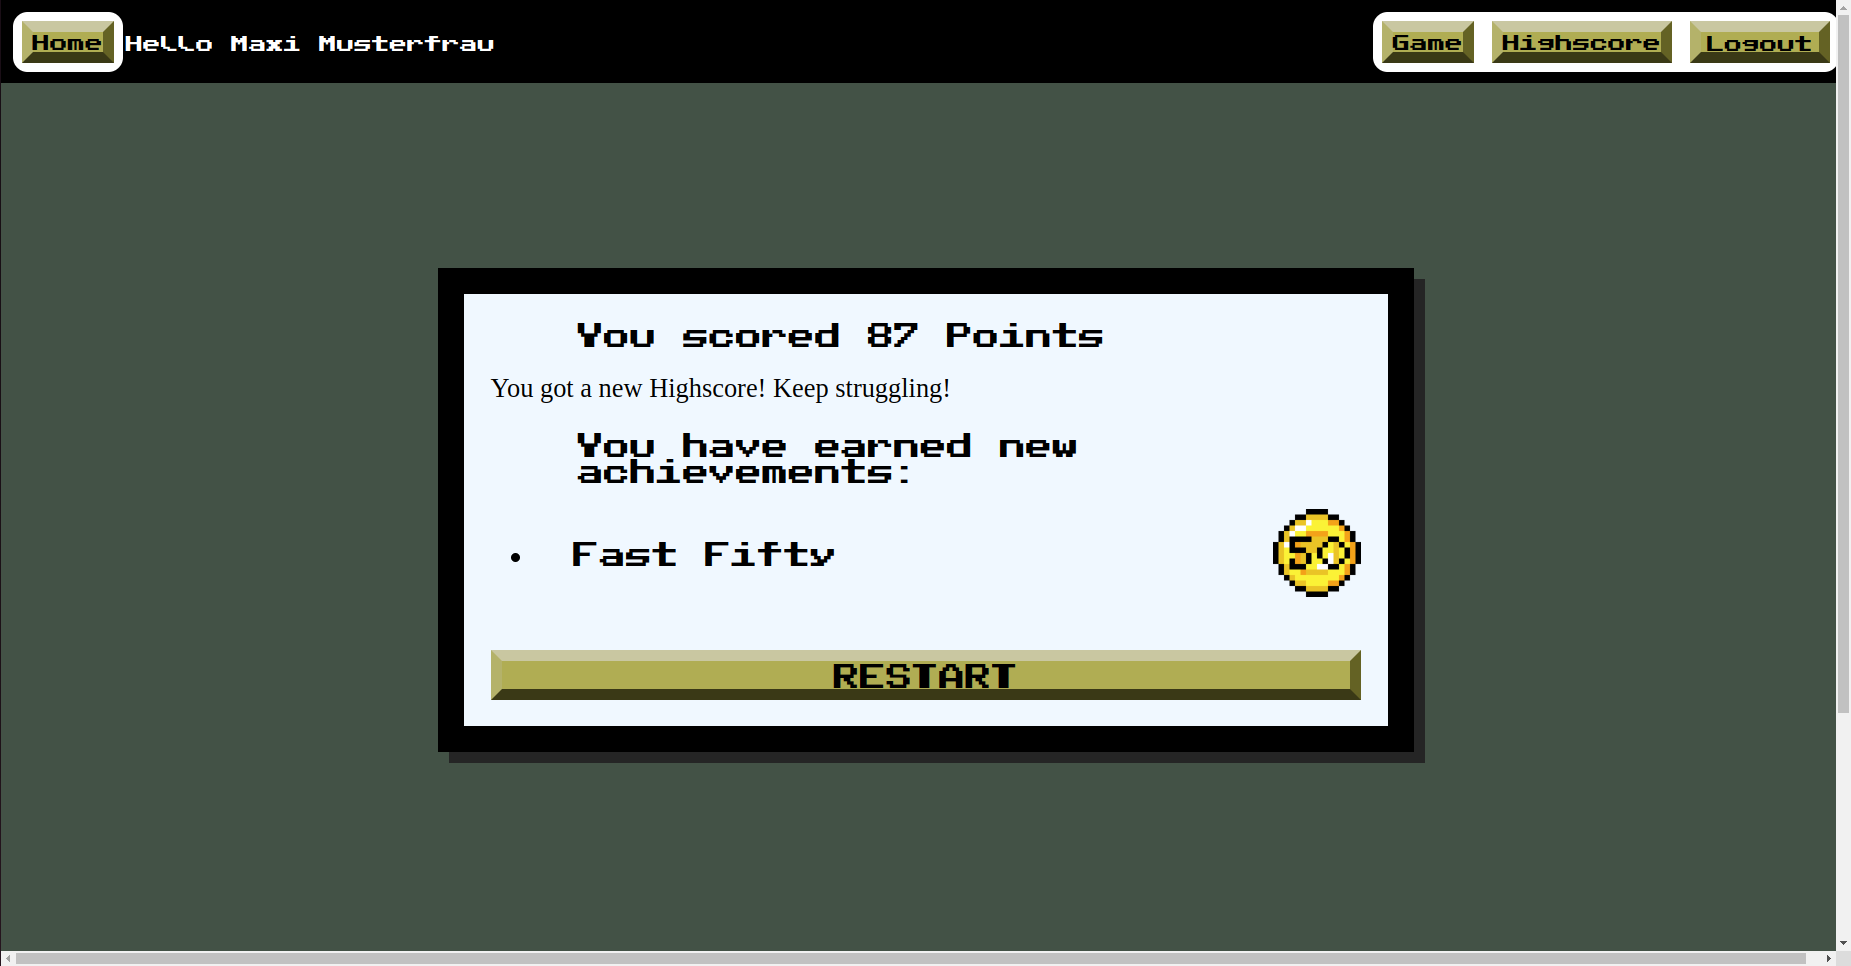 Home Hello Maxi Musterfrau Game Highscore Logout
You scored 87 Points
You got a new Highscore! Keep struggling!
You have earned new
achievements:
• Fast Fifty 50
RESTART